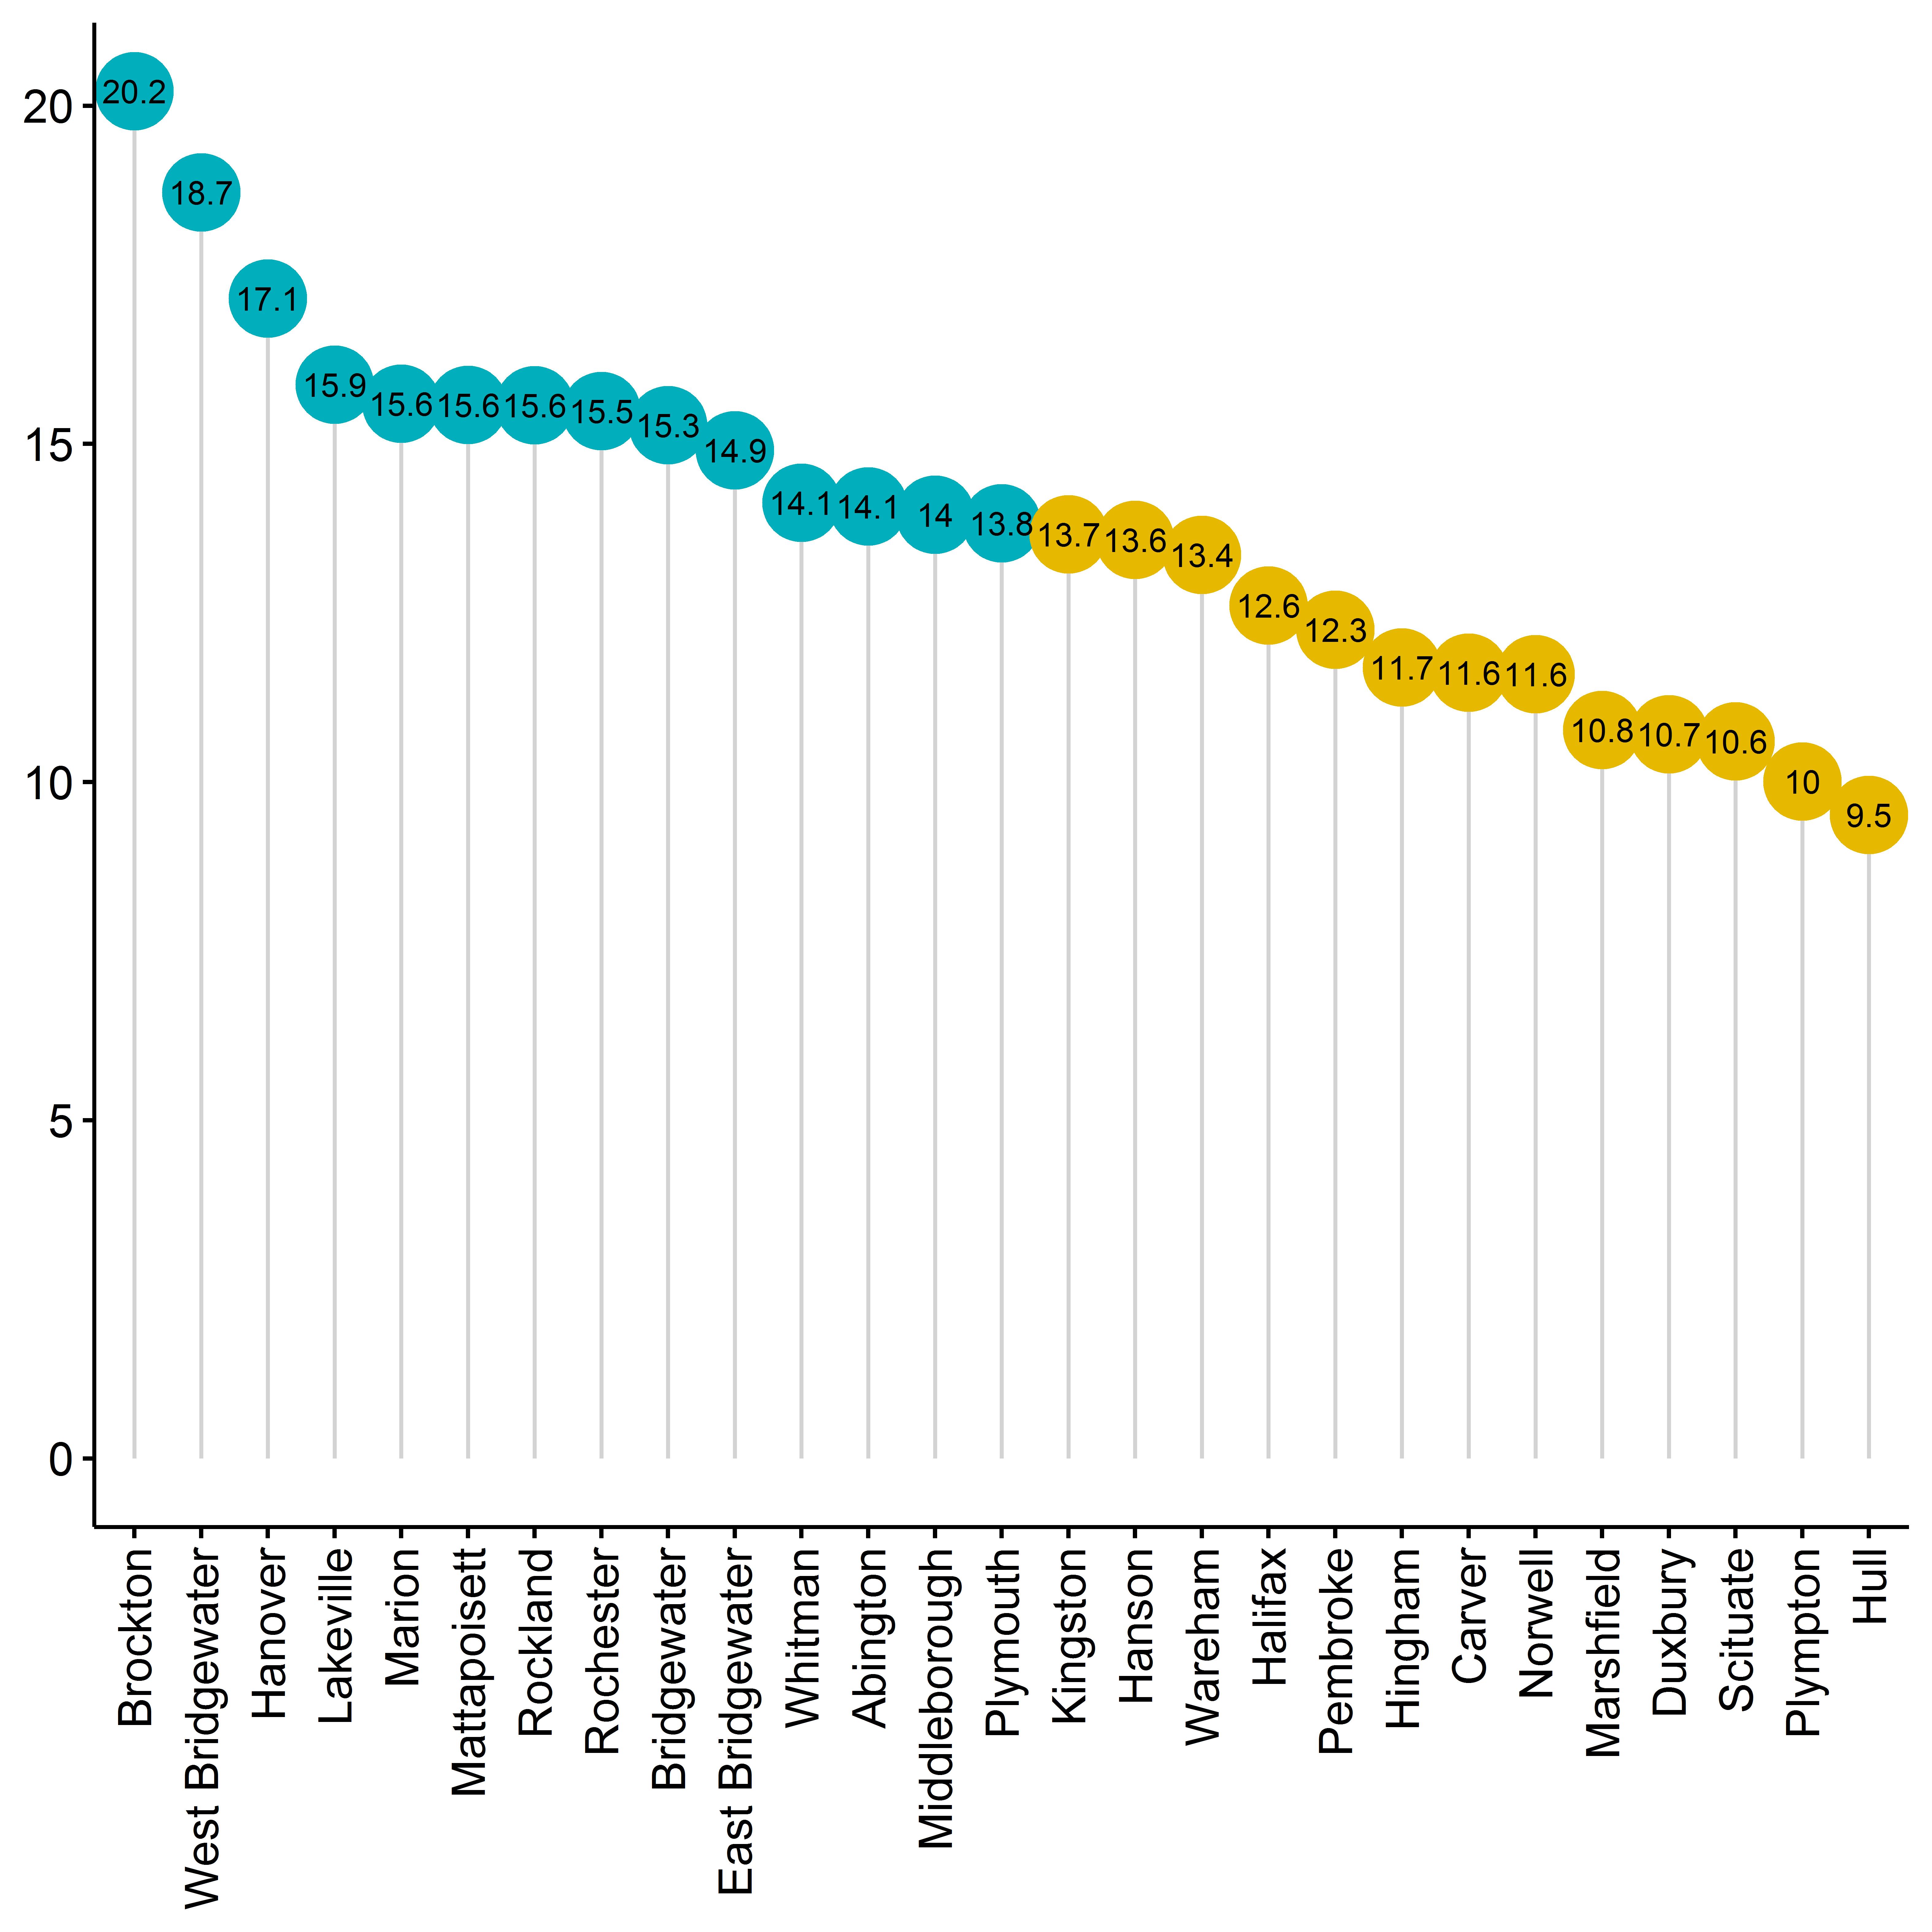 20
15
10
5
0
20.2
18.7
17.1
15.9
15.6
15.6
15.6
15.5
15.3
14.9
14.1
14.1
14
13.8
13.7
13.6
13.4
12.6
12.3
11.7
11.6
11.6
10.8
10.7
10.6
10
9.5
Brockton
West Bridgewater
Hanover
Lakeville
Marion
Mattapoisett
Rockland
Rochester
Bridgewater
East Bridgewater
Whitman
Abington
Middleborough
Plymouth
Kingston
Hanson
Wareham
Halifax
Pembroke
Hingham
Carver
Norwell
Marshfield
Duxbury
Scituate
Plympton
Hull